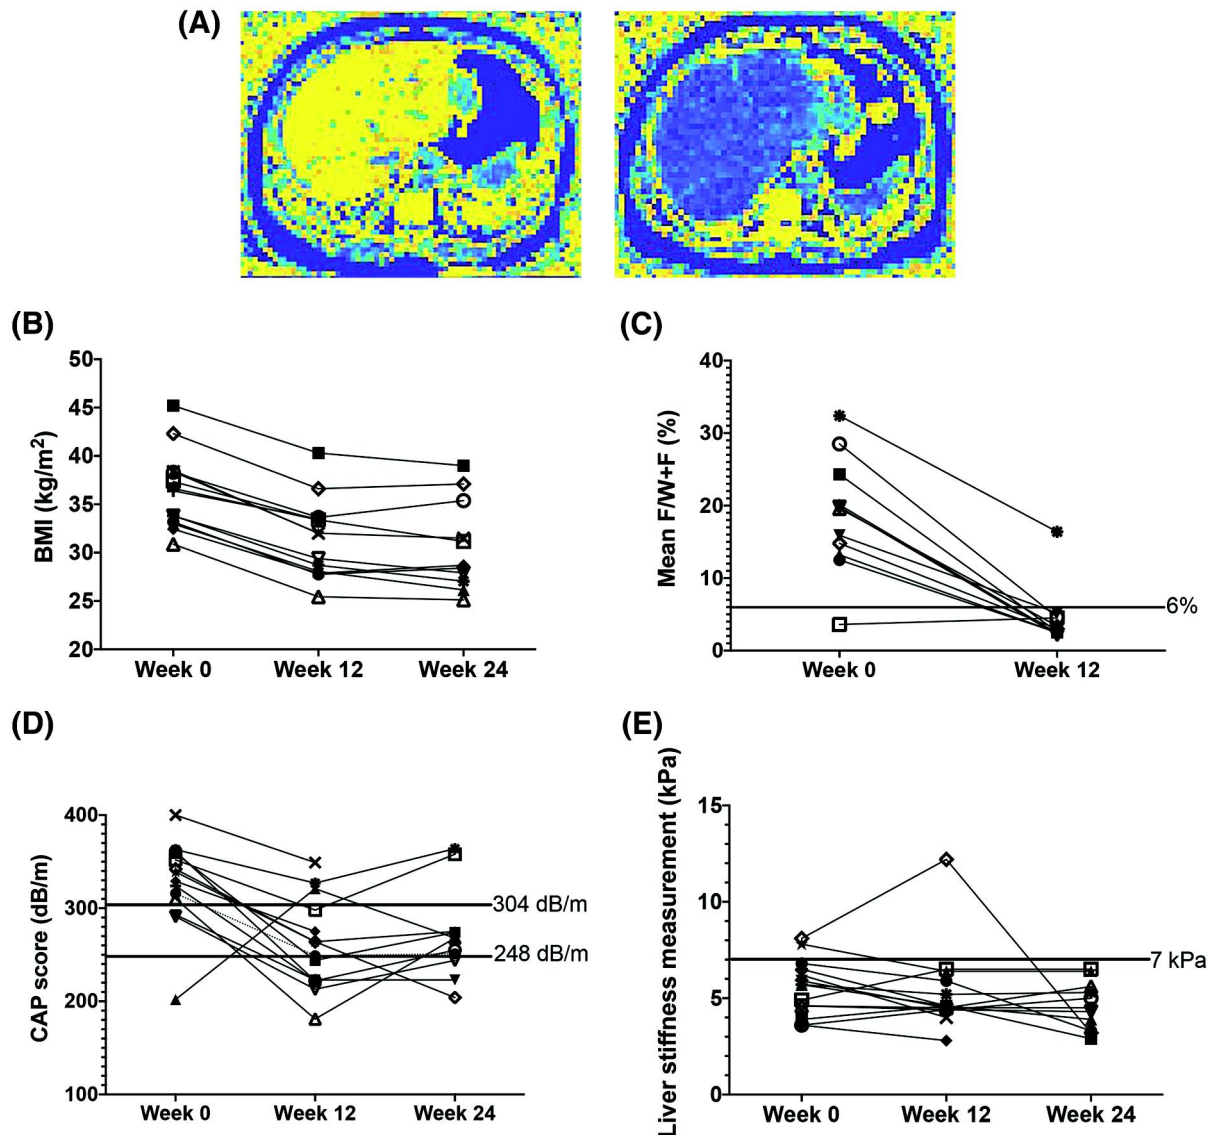 (A)
(B)
BMI (kg/m²)
50
45
40
35
30
25
20
Week 0
Week 12
Week 24
(C)
Mean F/W+F (%)
40
30
20
10
0
6%
Week 0
Week 12
(D)
CAP score (dB/m)
400
300
200
100
304 dB/m
248 dB/m
Week 0
Week 12
Week 24
(E)
Liver stiffness measurement (kPa)
15
10
5
0
7 kPa
Week 0
Week 12
Week 24